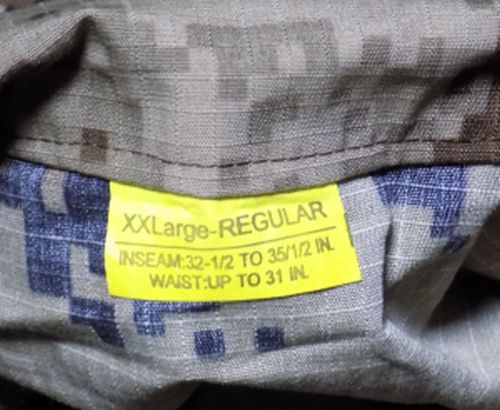 XXLarge-REGULAR
INSEAM:32-1/2 TO 35/1/2 IN.
WAIST:UP TO 31 IN.